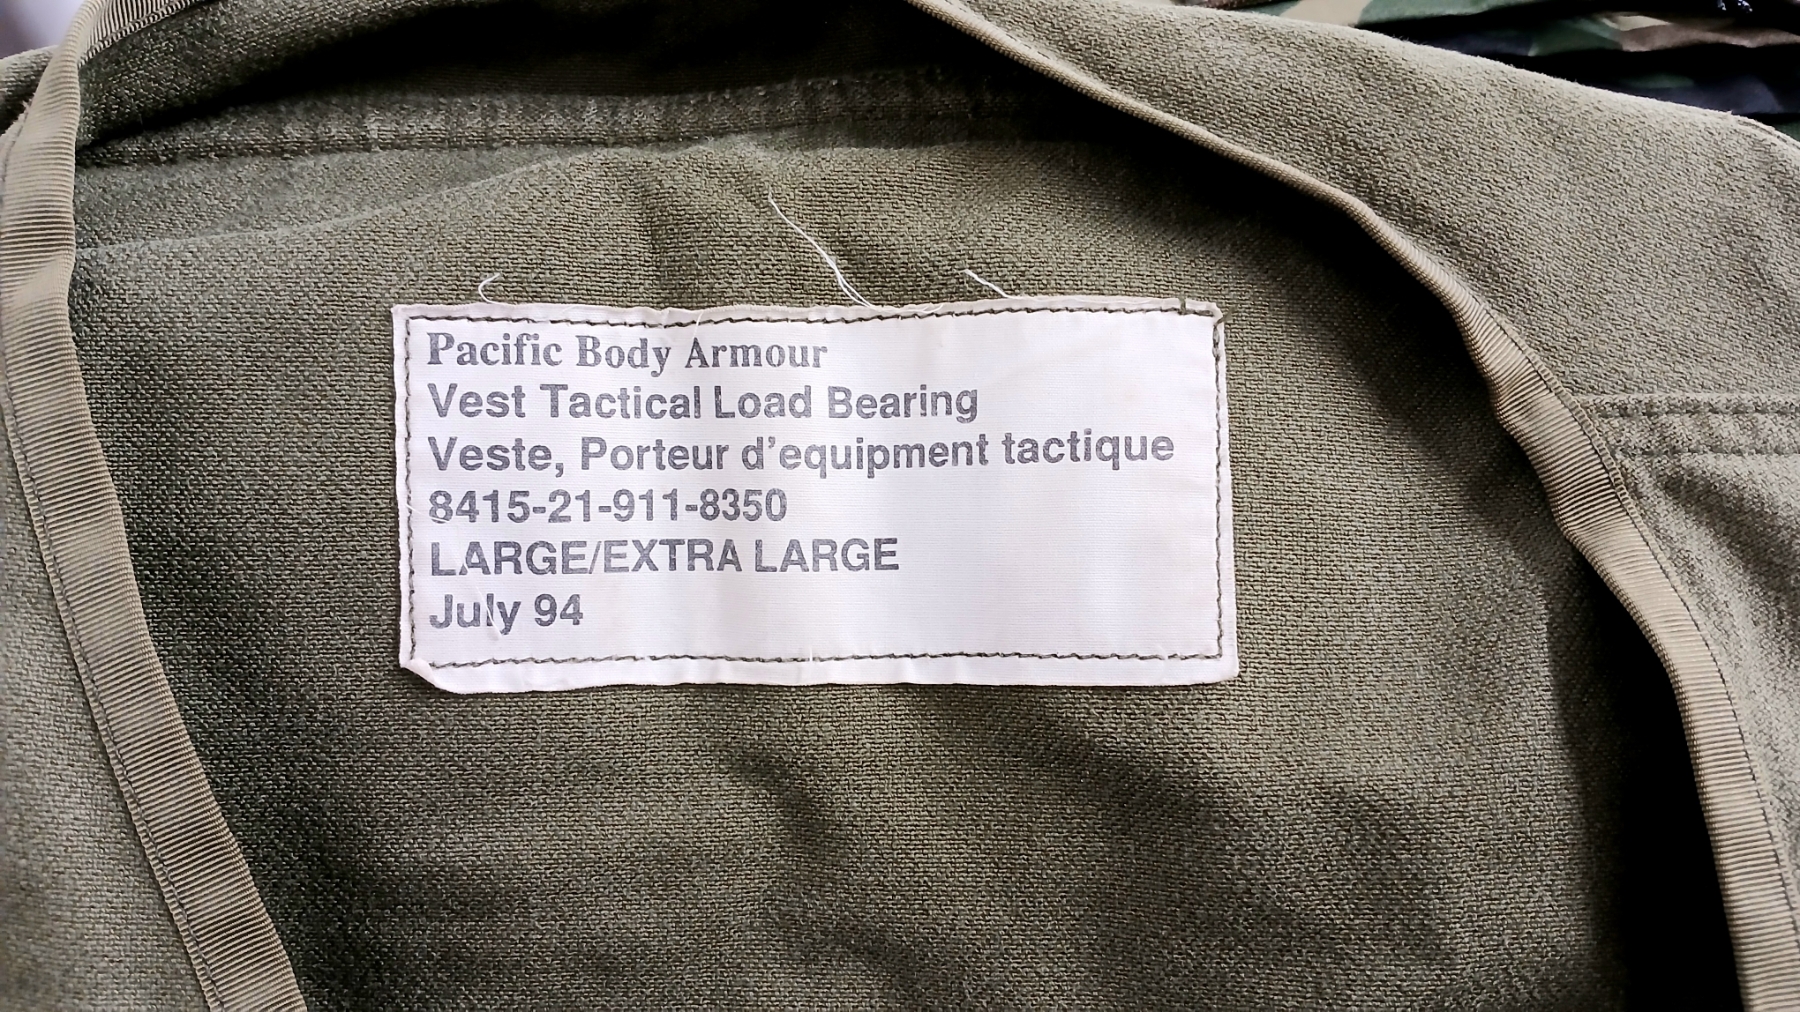 Pacific Body Armour
Vest Tactical Load Bearing
Veste, Porteur d'equipment tactique
8415-21-911-8350
LARGE/EXTRA LARGE
July 94